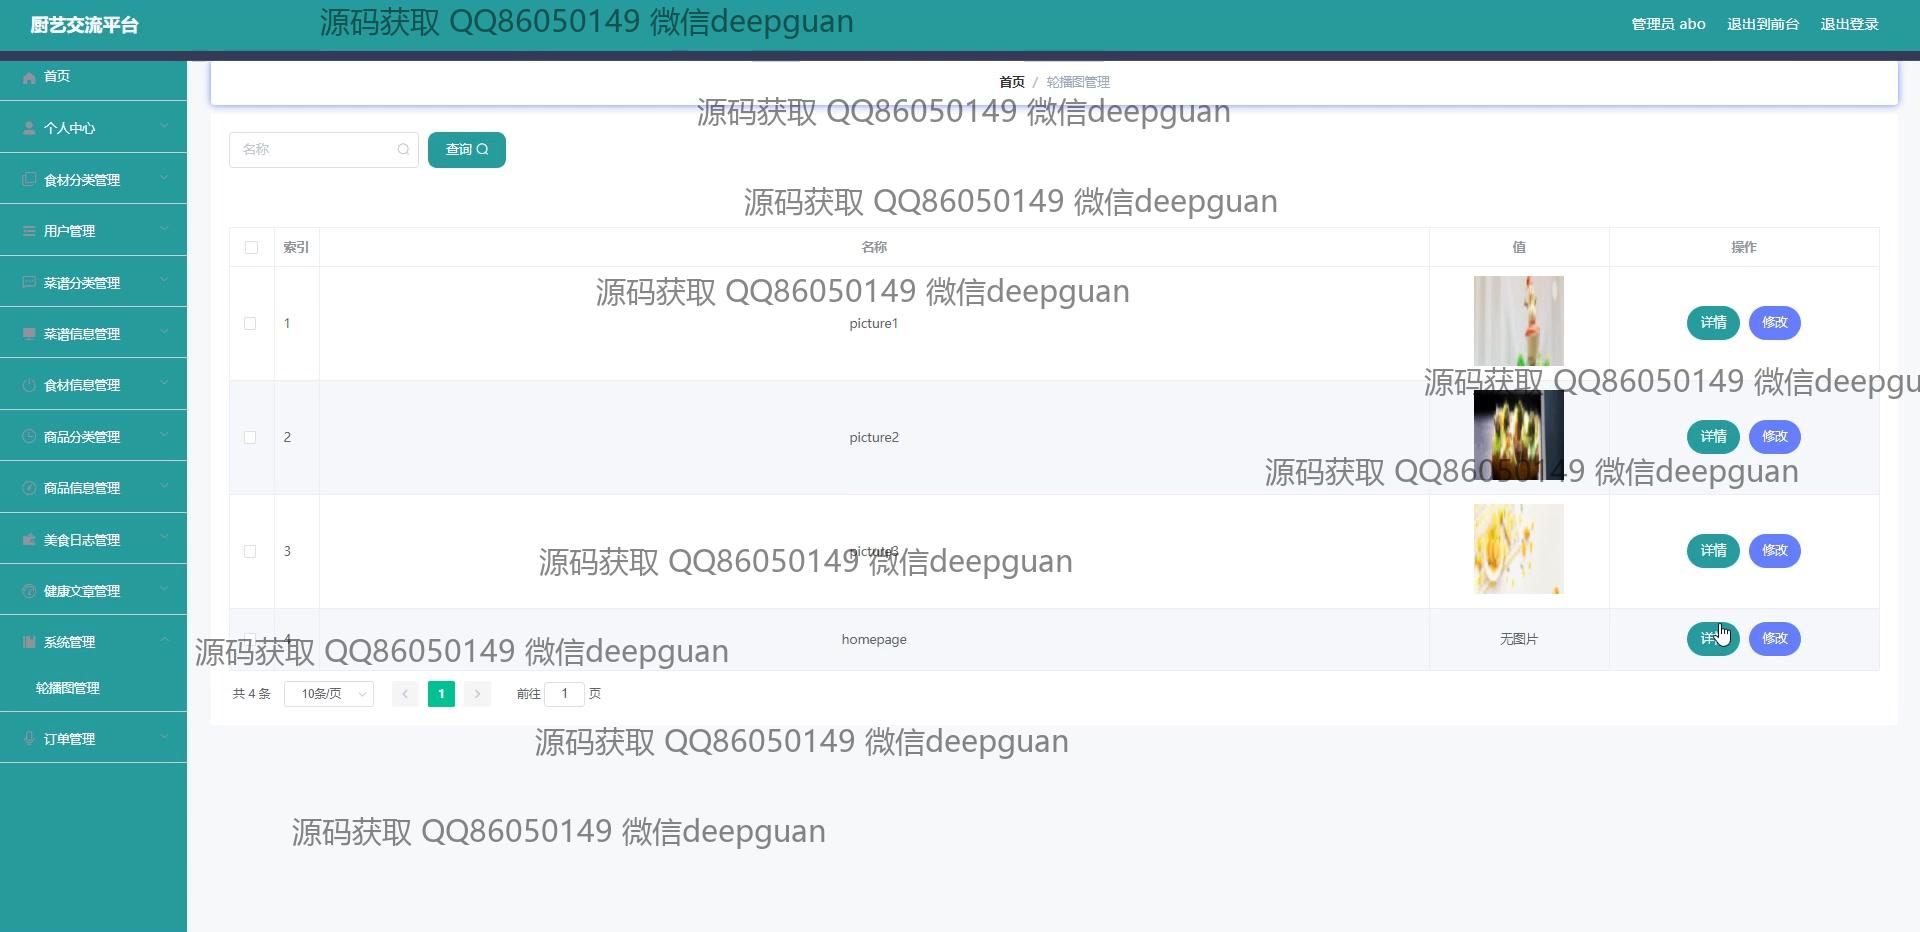 厨艺交流平台
源码获取 QQ86050149 微信deepguan
管理员 abo 退出到前台 退出登录
首页
个人中心
食材分类管理
用户管理
菜谱分类管理
菜谱信息管理
食材信息管理
商品分类管理
商品信息管理
美食日志管理
健康文章管理
系统管理
轮播图管理
订单管理
首页 / 轮播图管理
源码获取 QQ86050149 微信deepguan
名称 查询
源码获取 QQ86050149 微信deepguan
索引 名称 值 操作
源码获取 QQ86050149 微信deepguan
1 picture1 详情 修改
源码获取 QQ86050149 微信deepgu
2 picture2 详情 修改
源码获取 QQ86050149 微信deepguan
3 picture3 详情 修改
源码获取 QQ86050149 微信deepguan
4 homepage 无图片 详情 修改
源码获取 QQ86050149 微信deepguan
共 4 条 10条/页 1 前往 1 页
源码获取 QQ86050149 微信deepguan
源码获取 QQ86050149 微信deepguan